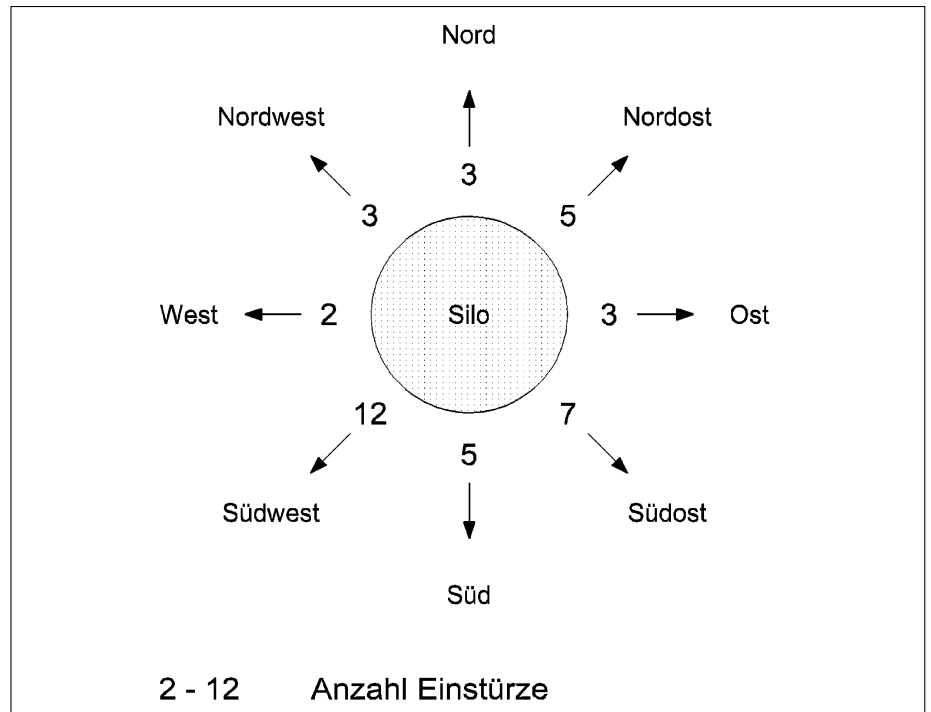 Nord
Nordwest
Nordost
3
3
5
West
2
Silo
3
Ost
12
7
5
Südwest
Südost
Süd
2 - 12 Anzahl Einstürze